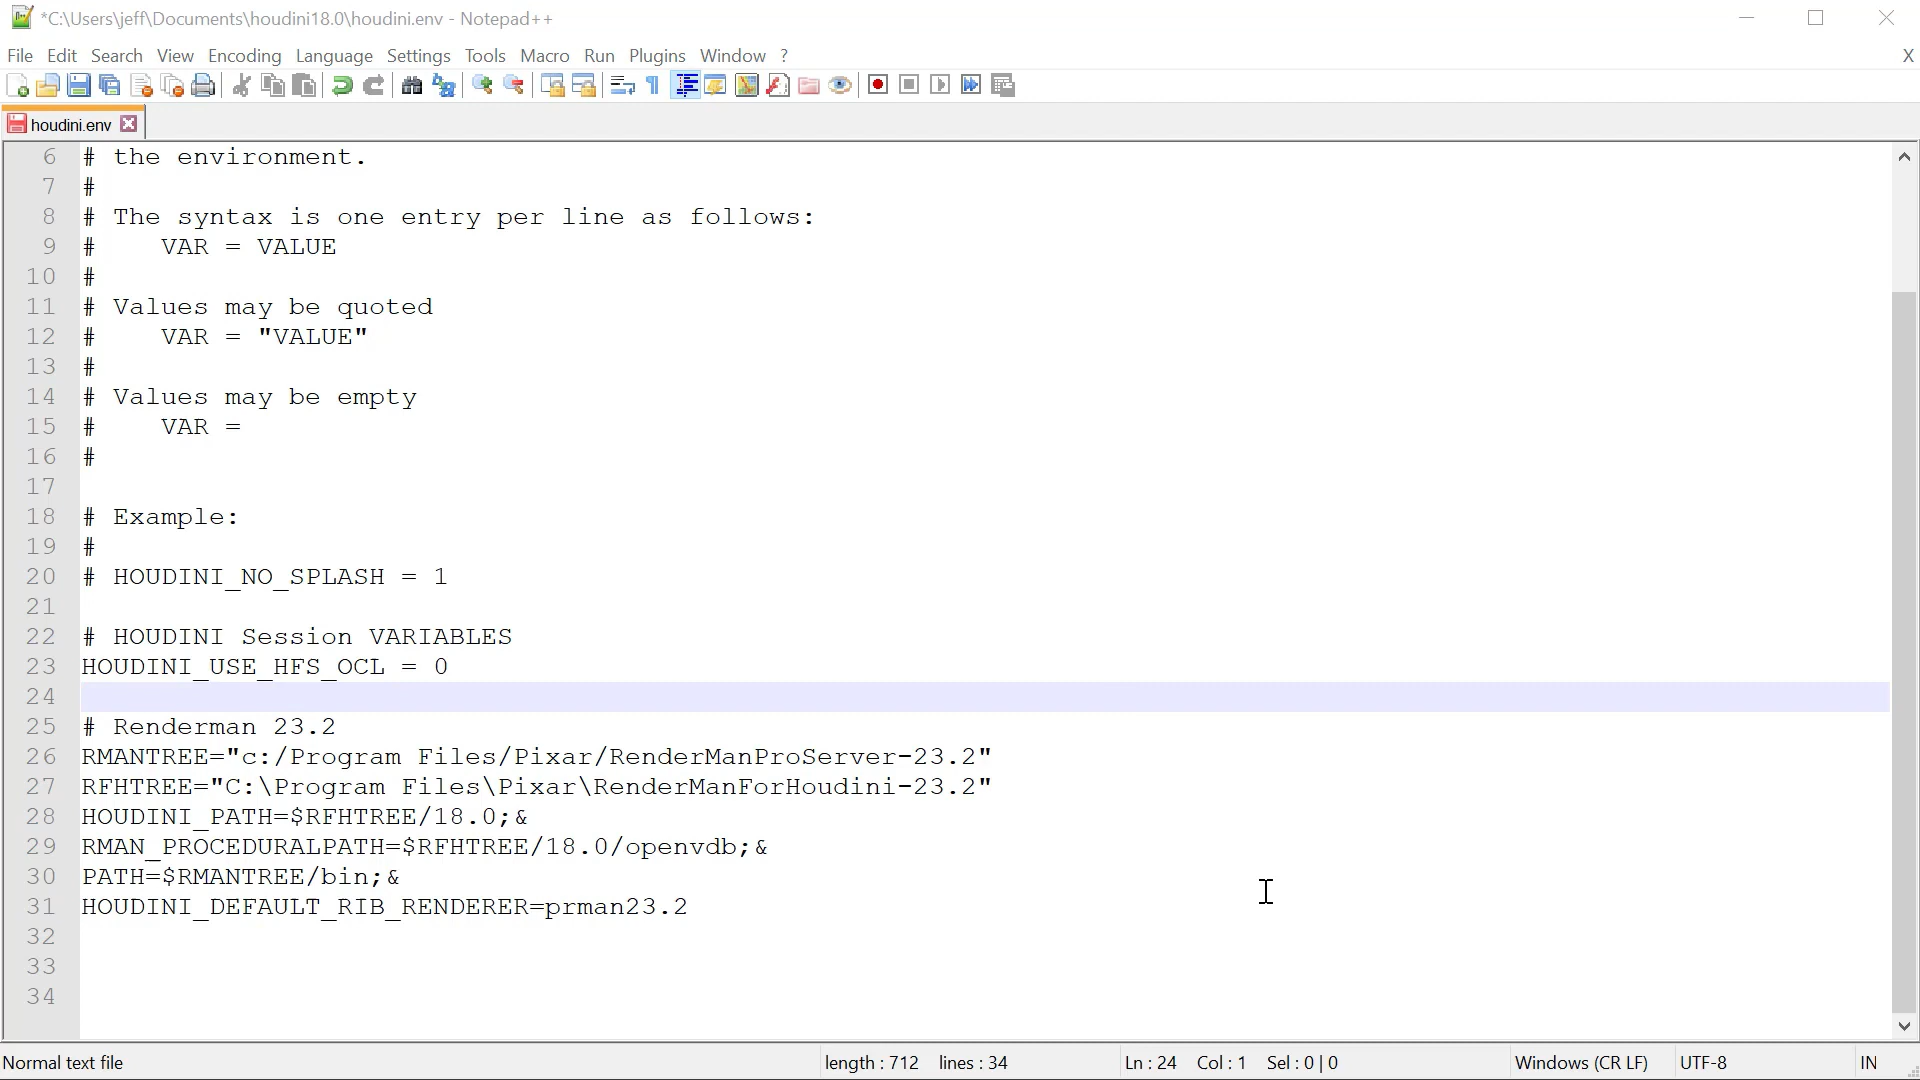 *C:\Users\jeff\Documents\houdini18.0\houdini.env - Notepad++
File Edit Search View Encoding Language Settings Tools Macro Run Plugins Window ? X
houdini.env
6 # the environment.
7 #
8 # The syntax is one entry per line as follows:
9 #    VAR = VALUE
10 #
11 # Values may be quoted
12 #    VAR = "VALUE"
13 #
14 # Values may be empty
15 #    VAR =
16 #
17
18 # Example:
19 #
20 # HOUDINI_NO_SPLASH = 1
21
22 # HOUDINI Session VARIABLES
23 HOUDINI_USE_HFS_OCL = 0
24
25 # Renderman 23.2
26 RMANTREE="c:/Program Files/Pixar/RenderManProServer-23.2"
27 RFHTREE="C:\Program Files\Pixar\RenderManForHoudini-23.2"
28 HOUDINI_PATH=$RFHTREE/18.0;&
29 RMAN_PROCEDURALPATH=$RFHTREE/18.0/openvdb;&
30 PATH=$RMANTREE/bin;&
31 HOUDINI_DEFAULT_RIB_RENDERER=prman23.2
32
33
34
Normal text file length : 712 lines : 34 Ln : 24 Col : 1 Sel : 0 | 0 Windows (CR LF) UTF-8 IN